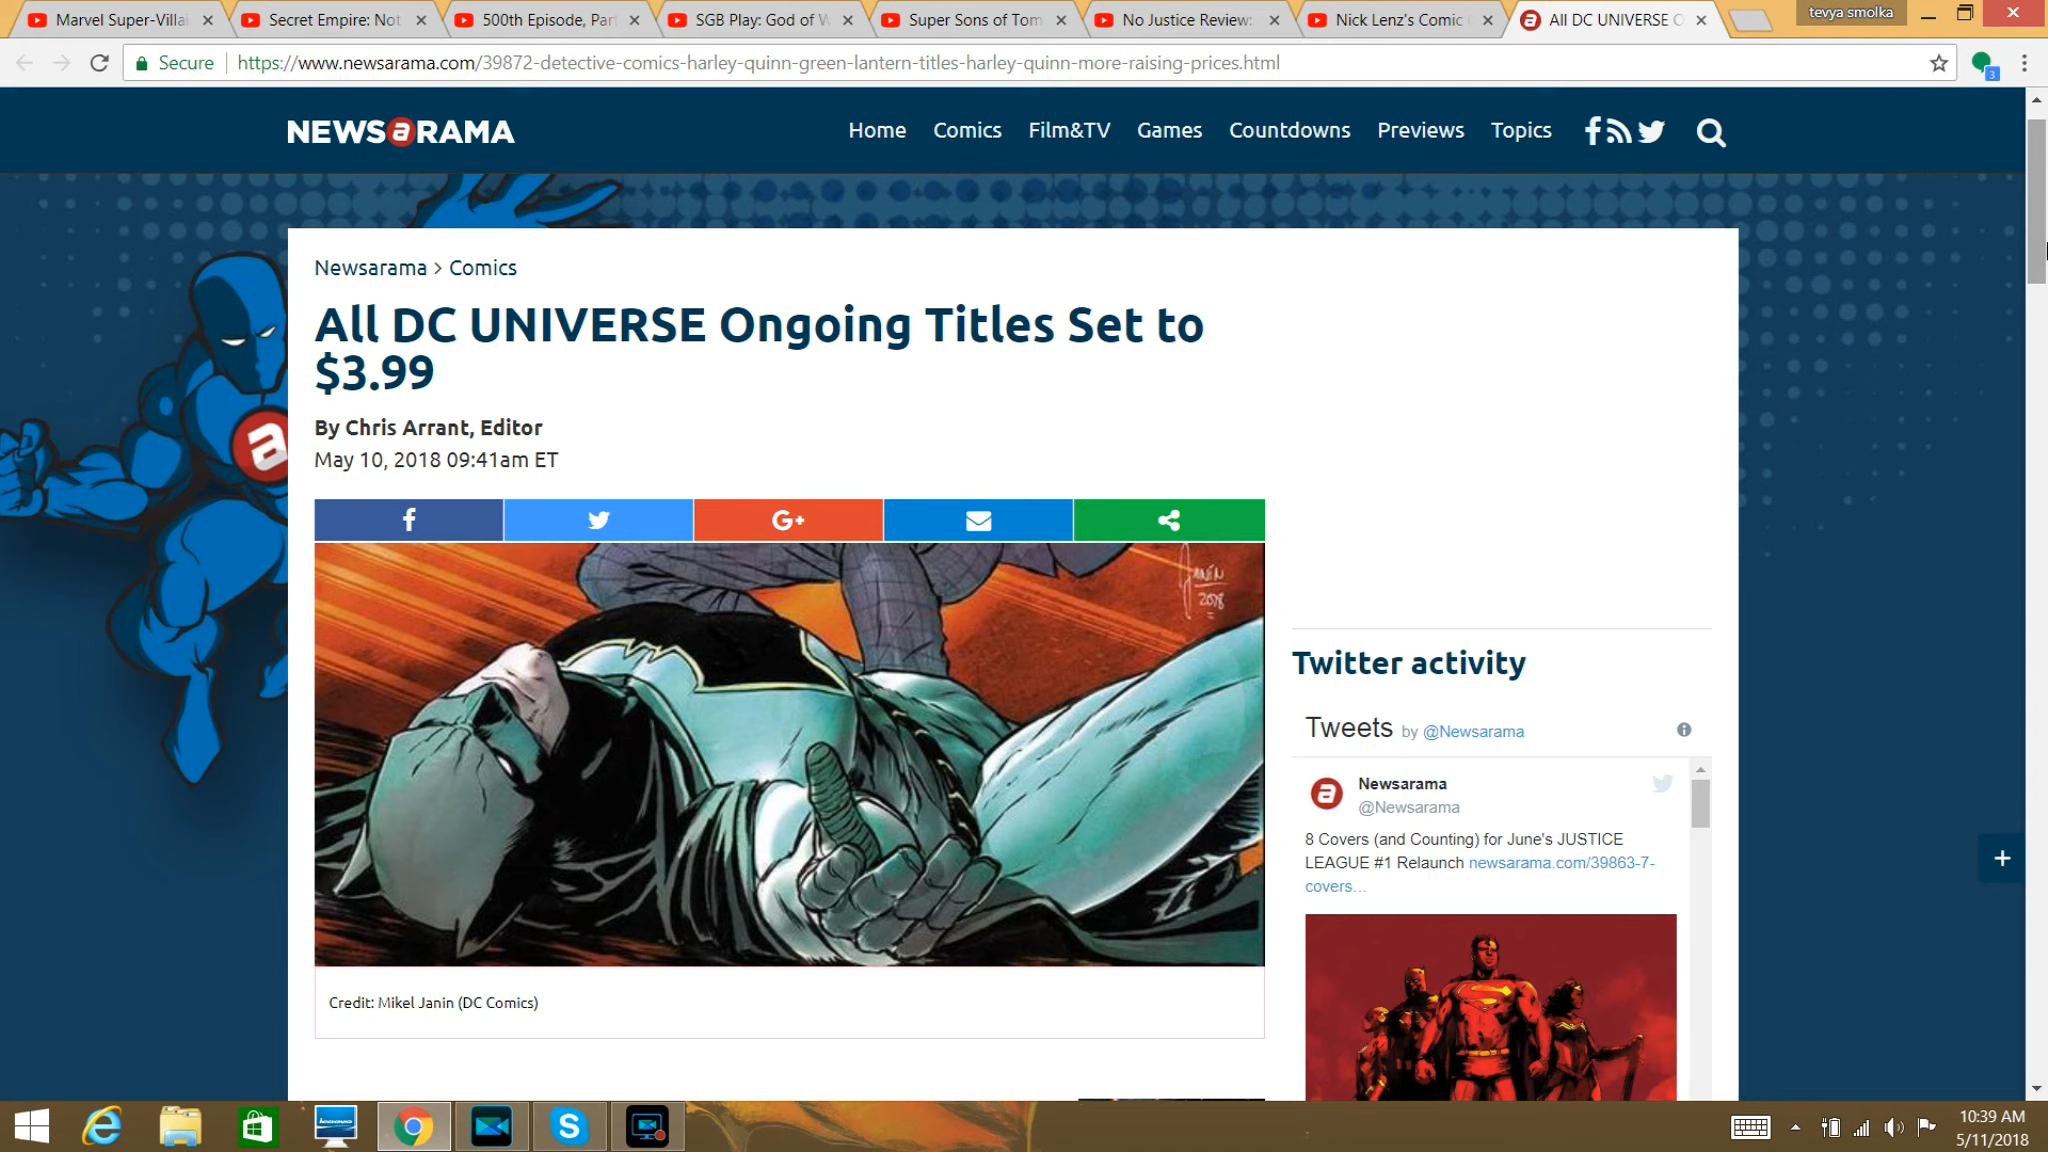 Marvel Super-Villai
Secret Empire: Not
500th Episode, Part
SGB Play: God of W
Super Sons of Tom
No Justice Review:
Nick Lenz's Comic
All DC UNIVERSE O
tevya smolka
Secure
https://www.newsarama.com/39872-detective-comics-harley-quinn-green-lantern-titles-harley-quinn-more-raising-prices.html
3
NEWSaRAMA
Home
Comics
Film&TV
Games
Countdowns
Previews
Topics
Newsarama > Comics
All DC UNIVERSE Ongoing Titles Set to
$3.99
By Chris Arrant, Editor
May 10, 2018 09:41am ET
G+
JANÍN
2018
Credit: Mikel Janin (DC Comics)
Twitter activity
Tweets by @Newsarama
Newsarama
@Newsarama
8 Covers (and Counting) for June's JUSTICE
LEAGUE #1 Relaunch newsarama.com/39863-7-
covers…
lenovo
10:39 AM
5/11/2018